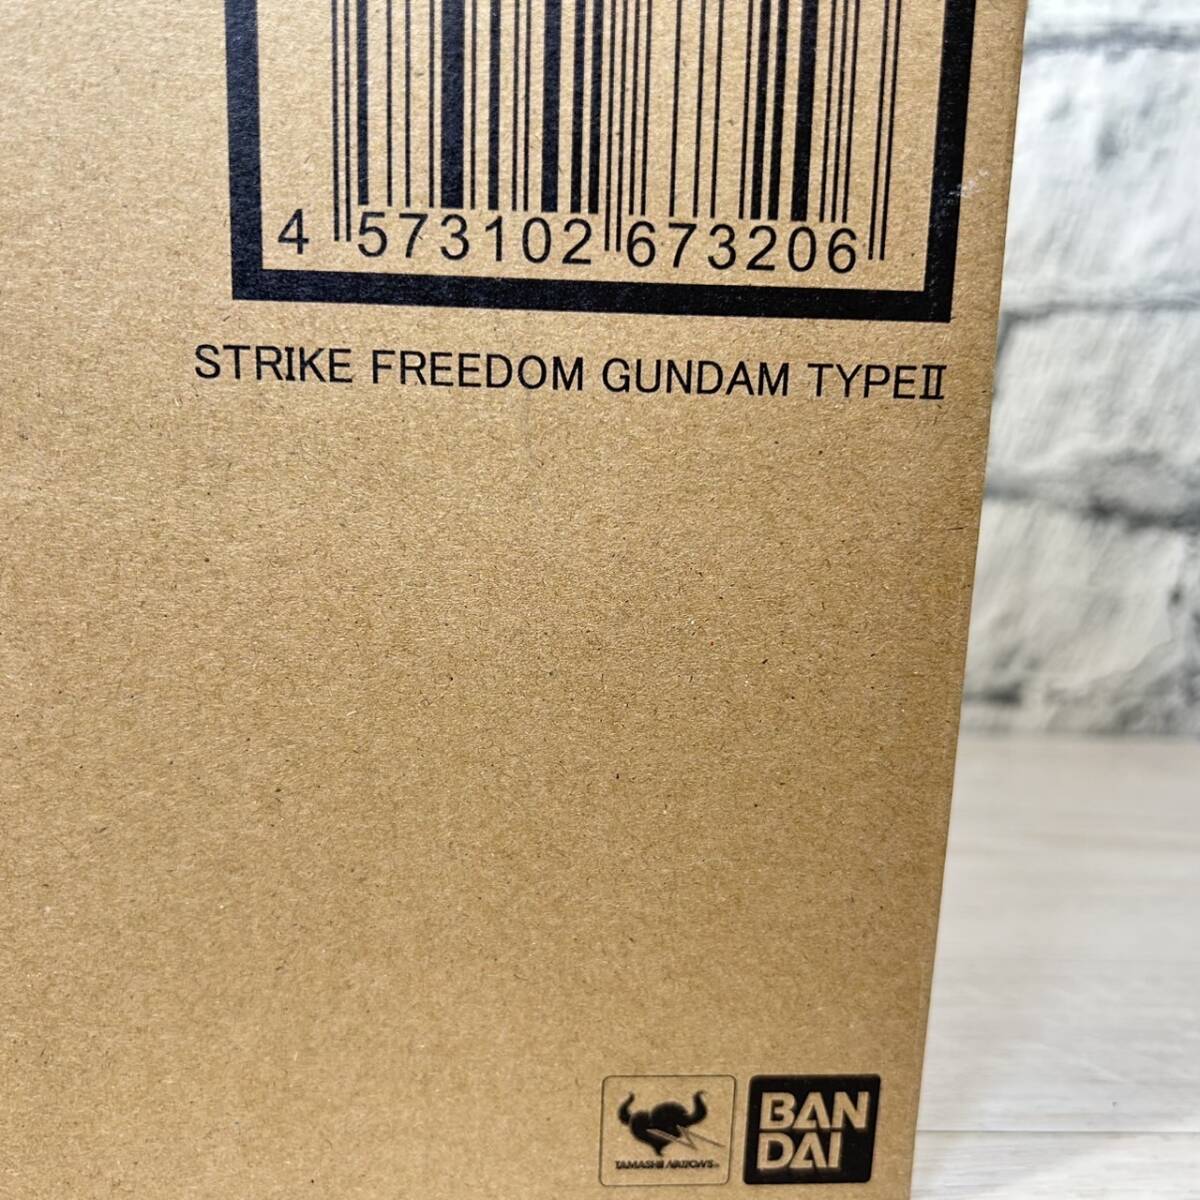 4 573102 673206
STRIKE FREEDOM GUNDAM TYPEⅡ
TAMASHII NATIONS
BAN
DAI